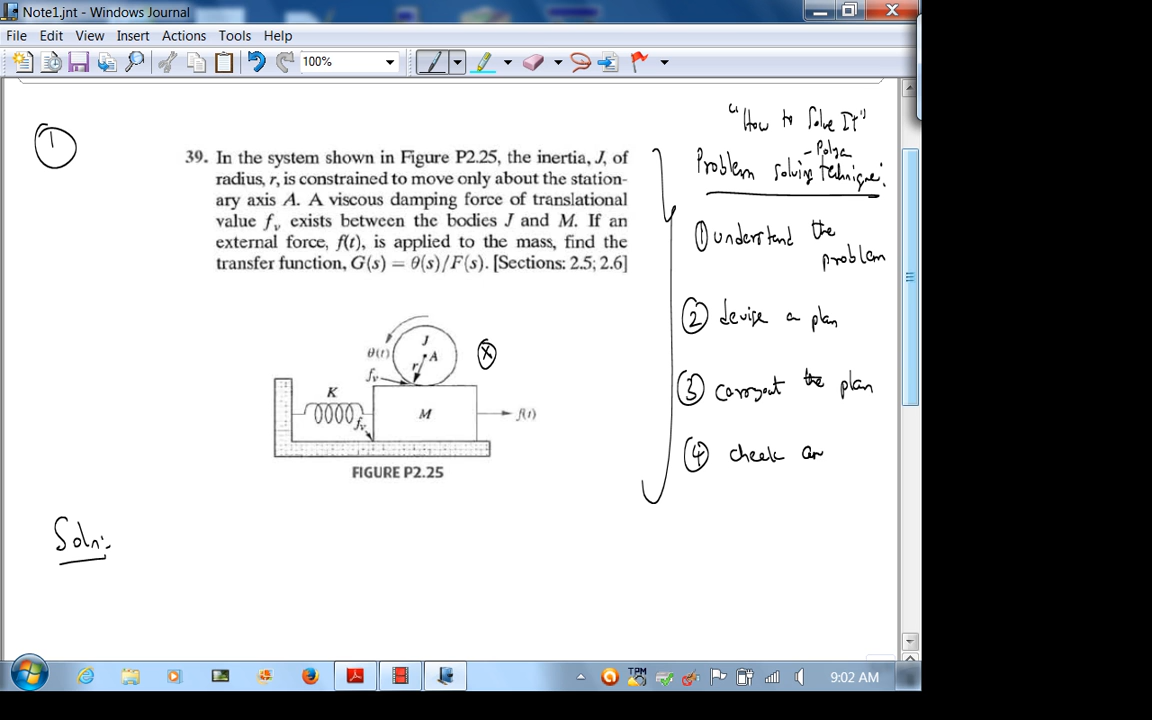 Note1.jnt - Windows Journal
File Edit View Insert Actions Tools Help
100%
1
39. In the system shown in Figure P2.25, the inertia, J, of
radius, r, is constrained to move only about the station-
ary axis A. A viscous damping force of translational
value fv exists between the bodies J and M. If an
external force, f(t), is applied to the mass, find the
transfer function, G(s) = θ(s)/F(s). [Sections: 2.5; 2.6]
J
θ(t)
A
r
fv
K
fv
M
f(t)
X
FIGURE P2.25
"How to Solve It"
- Polya
Problem solving technique:
① understand the
problem
② devise a plan
③ carryout the plan
④ check an
Soln:
TAM
9:02 AM